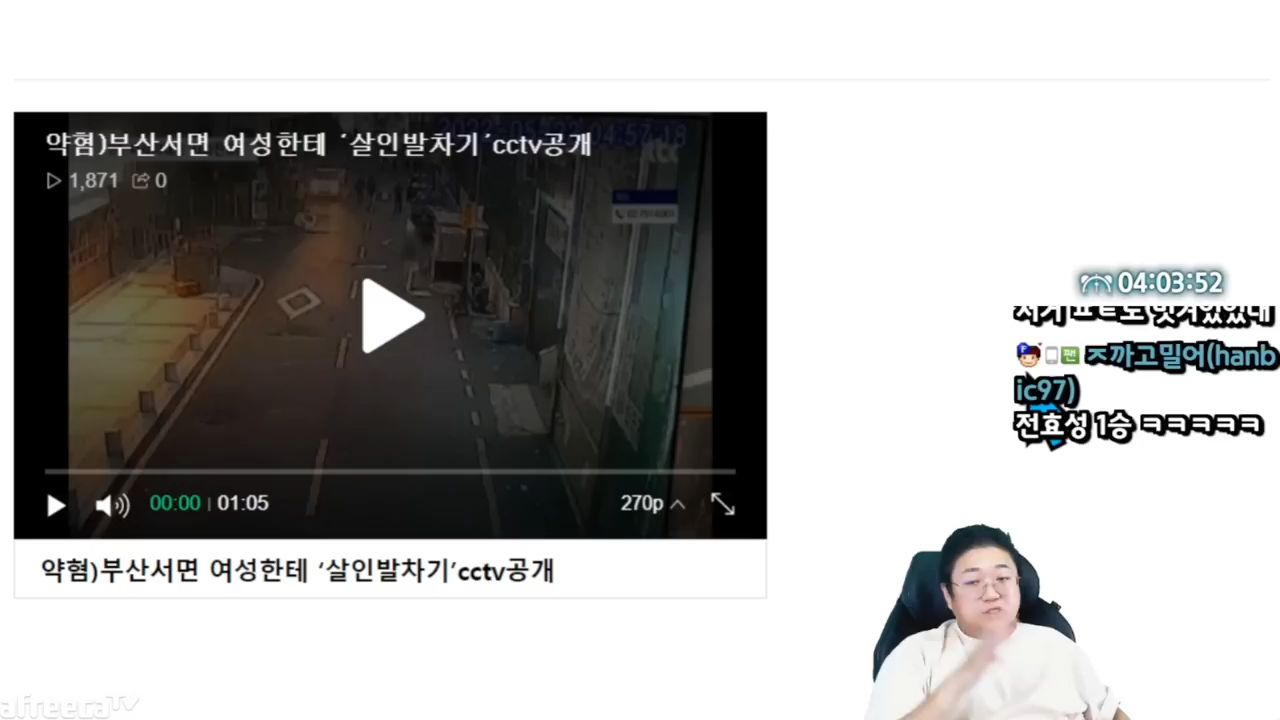 약혐)부산서면 여성한테 ´살인발차기´cctv공개
1,871 0
04:03:52
ㅈ까고밀어(hanb
ic97)
전효성 1승 ㅋㅋㅋㅋㅋ
00:00 | 01:05
270p
약혐)부산서면 여성한테 ‘살인발차기’cctv공개
afreecaTV